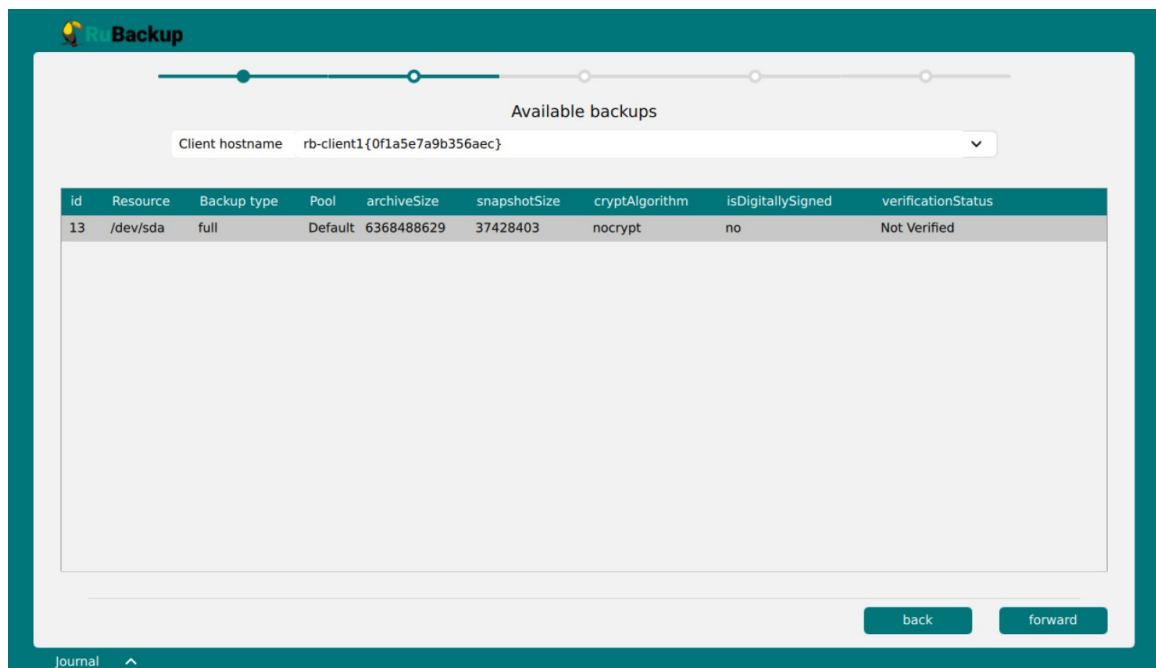 RuBackup
Available backups
Client hostname rb-client1{0f1a5e7a9b356aec}
id Resource Backup type Pool archiveSize snapshotSize cryptAlgorithm isDigitallySigned verificationStatus
13 /dev/sda full Default 6368488629 37428403 nocrypt no Not Verified
back forward
Journal